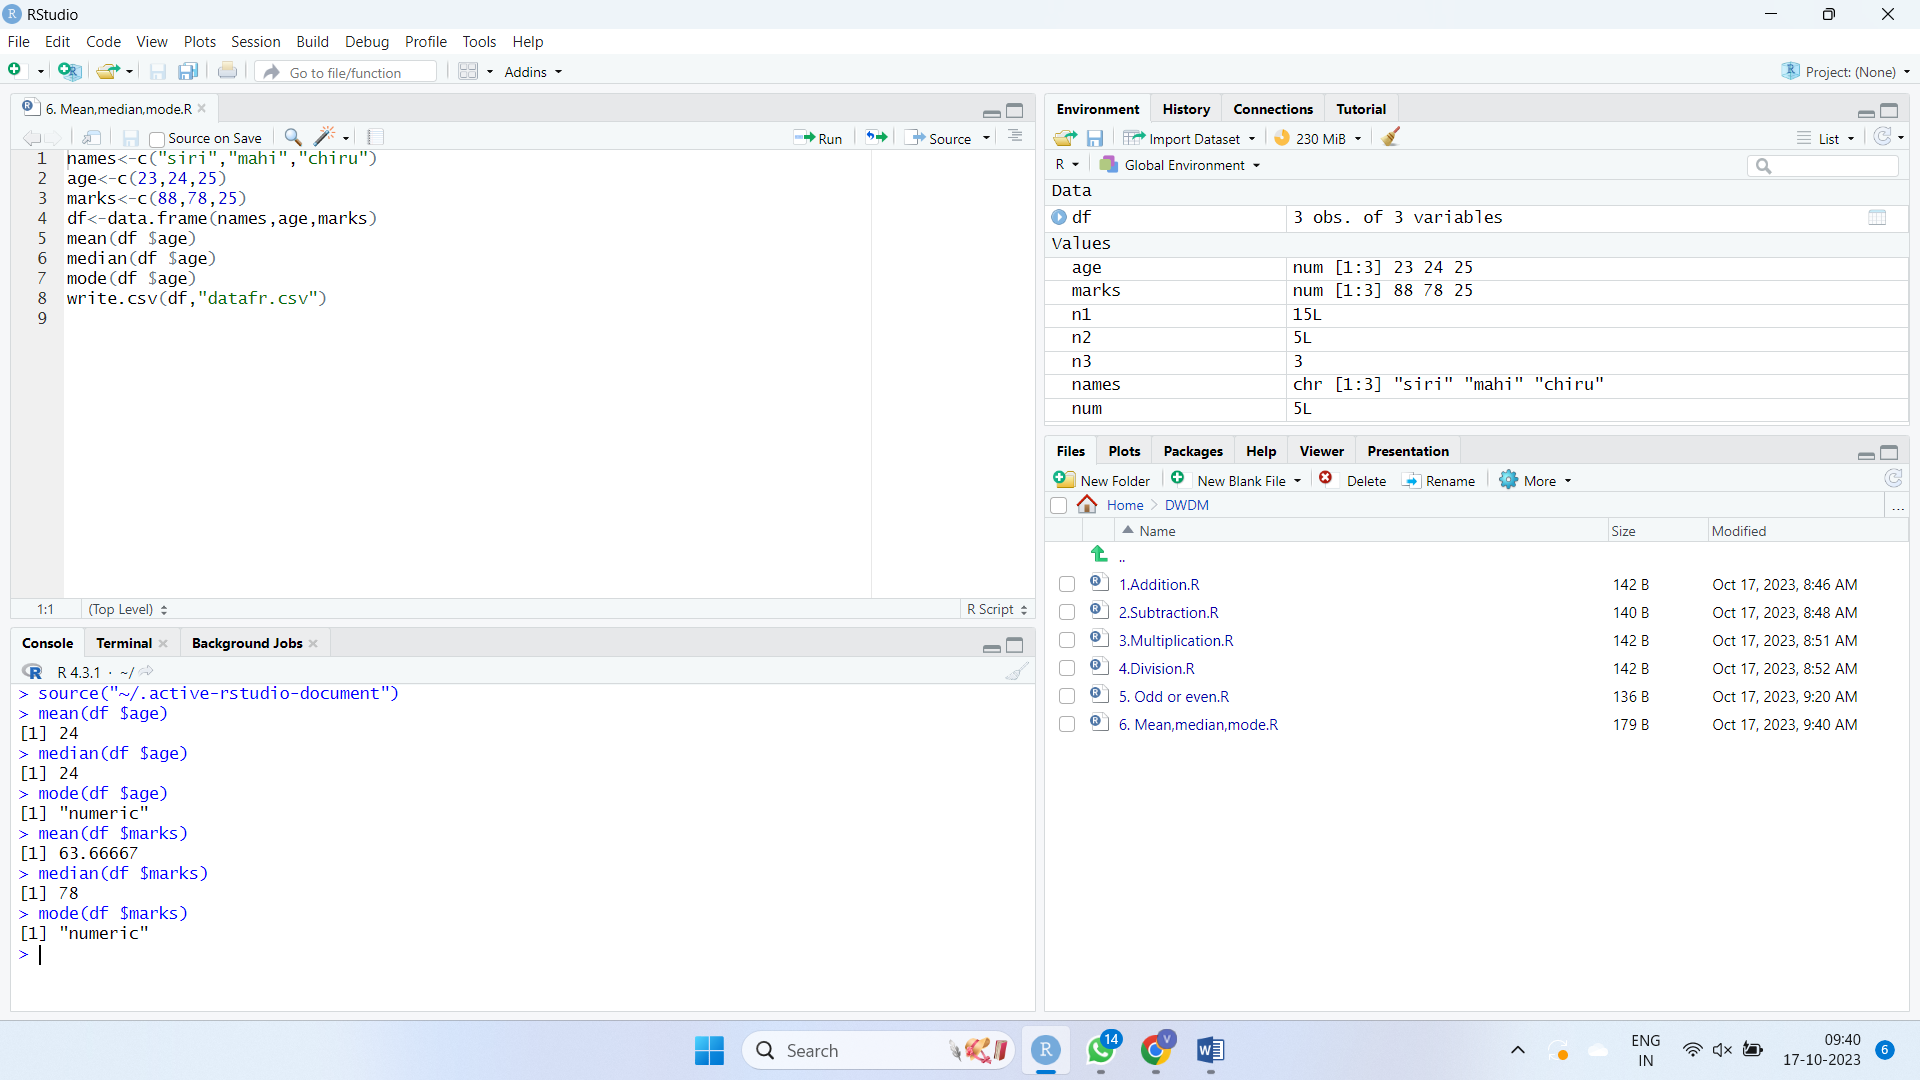 RStudio
File Edit Code View Plots Session Build Debug Profile Tools Help
Go to file/function Addins Project: (None)
6. Mean,median,mode.R
Source on Save Run Source
1 names<-c("siri","mahi","chiru")
2 age<-c(23,24,25)
3 marks<-c(88,78,25)
4 df<-data.frame(names,age,marks)
5 mean(df $age)
6 median(df $age)
7 mode(df $age)
8 write.csv(df,"datafr.csv")
9
1:1 (Top Level) R Script
Console Terminal Background Jobs
R 4.3.1 · ~/
> source("~/.active-rstudio-document")
> mean(df $age)
[1] 24
> median(df $age)
[1] 24
> mode(df $age)
[1] "numeric"
> mean(df $marks)
[1] 63.66667
> median(df $marks)
[1] 78
> mode(df $marks)
[1] "numeric"
>
Environment History Connections Tutorial
Import Dataset 230 MiB List
R Global Environment
Data
df 3 obs. of 3 variables
Values
age num [1:3] 23 24 25
marks num [1:3] 88 78 25
n1 15L
n2 5L
n3 3
names chr [1:3] "siri" "mahi" "chiru"
num 5L
Files Plots Packages Help Viewer Presentation
New Folder New Blank File Delete Rename More
Home > DWDM ...
Name Size Modified
..
1.Addition.R 142 B Oct 17, 2023, 8:46 AM
2.Subtraction.R 140 B Oct 17, 2023, 8:48 AM
3.Multiplication.R 142 B Oct 17, 2023, 8:51 AM
4.Division.R 142 B Oct 17, 2023, 8:52 AM
5. Odd or even.R 136 B Oct 17, 2023, 9:20 AM
6. Mean,median,mode.R 179 B Oct 17, 2023, 9:40 AM
Search R 14 V W
ENG 09:40
IN 17-10-2023 6